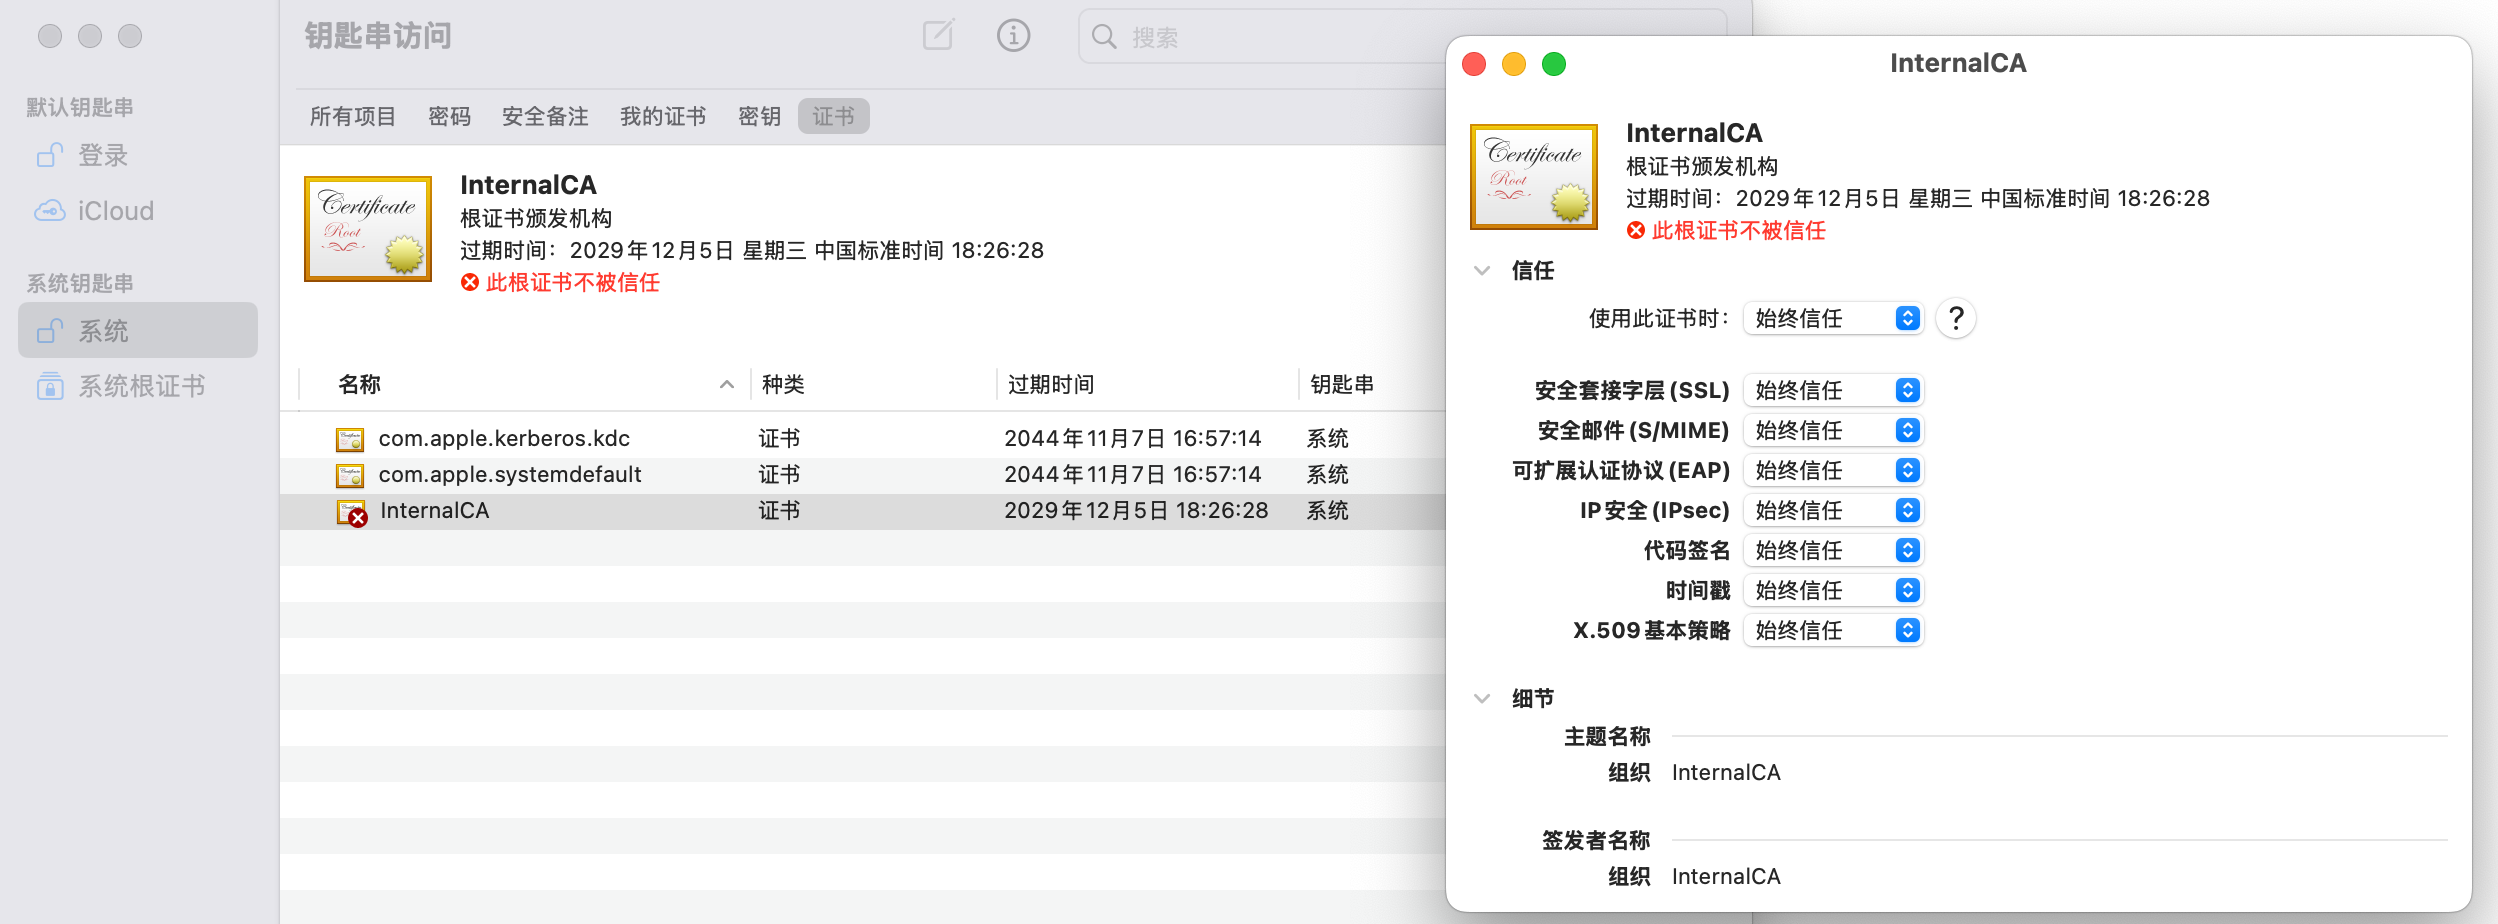 钥匙串访问
搜索
默认钥匙串
登录
iCloud
系统钥匙串
系统
系统根证书
所有项目 密码 安全备注 我的证书 密钥 证书
Certificate
Root
InternalCA
根证书颁发机构
过期时间：2029年12月5日 星期三 中国标准时间 18:26:28
此根证书不被信任
名称 种类 过期时间 钥匙串
com.apple.kerberos.kdc 证书 2044年11月7日 16:57:14 系统
com.apple.systemdefault 证书 2044年11月7日 16:57:14 系统
InternalCA 证书 2029年12月5日 18:26:28 系统
InternalCA
Certificate
Root
InternalCA
根证书颁发机构
过期时间：2029年12月5日 星期三 中国标准时间 18:26:28
此根证书不被信任
信任
使用此证书时： 始终信任 ?
安全套接字层 (SSL) 始终信任
安全邮件 (S/MIME) 始终信任
可扩展认证协议 (EAP) 始终信任
IP 安全 (IPsec) 始终信任
代码签名 始终信任
时间戳 始终信任
X.509 基本策略 始终信任
细节
主题名称
组织 InternalCA
签发者名称
组织 InternalCA